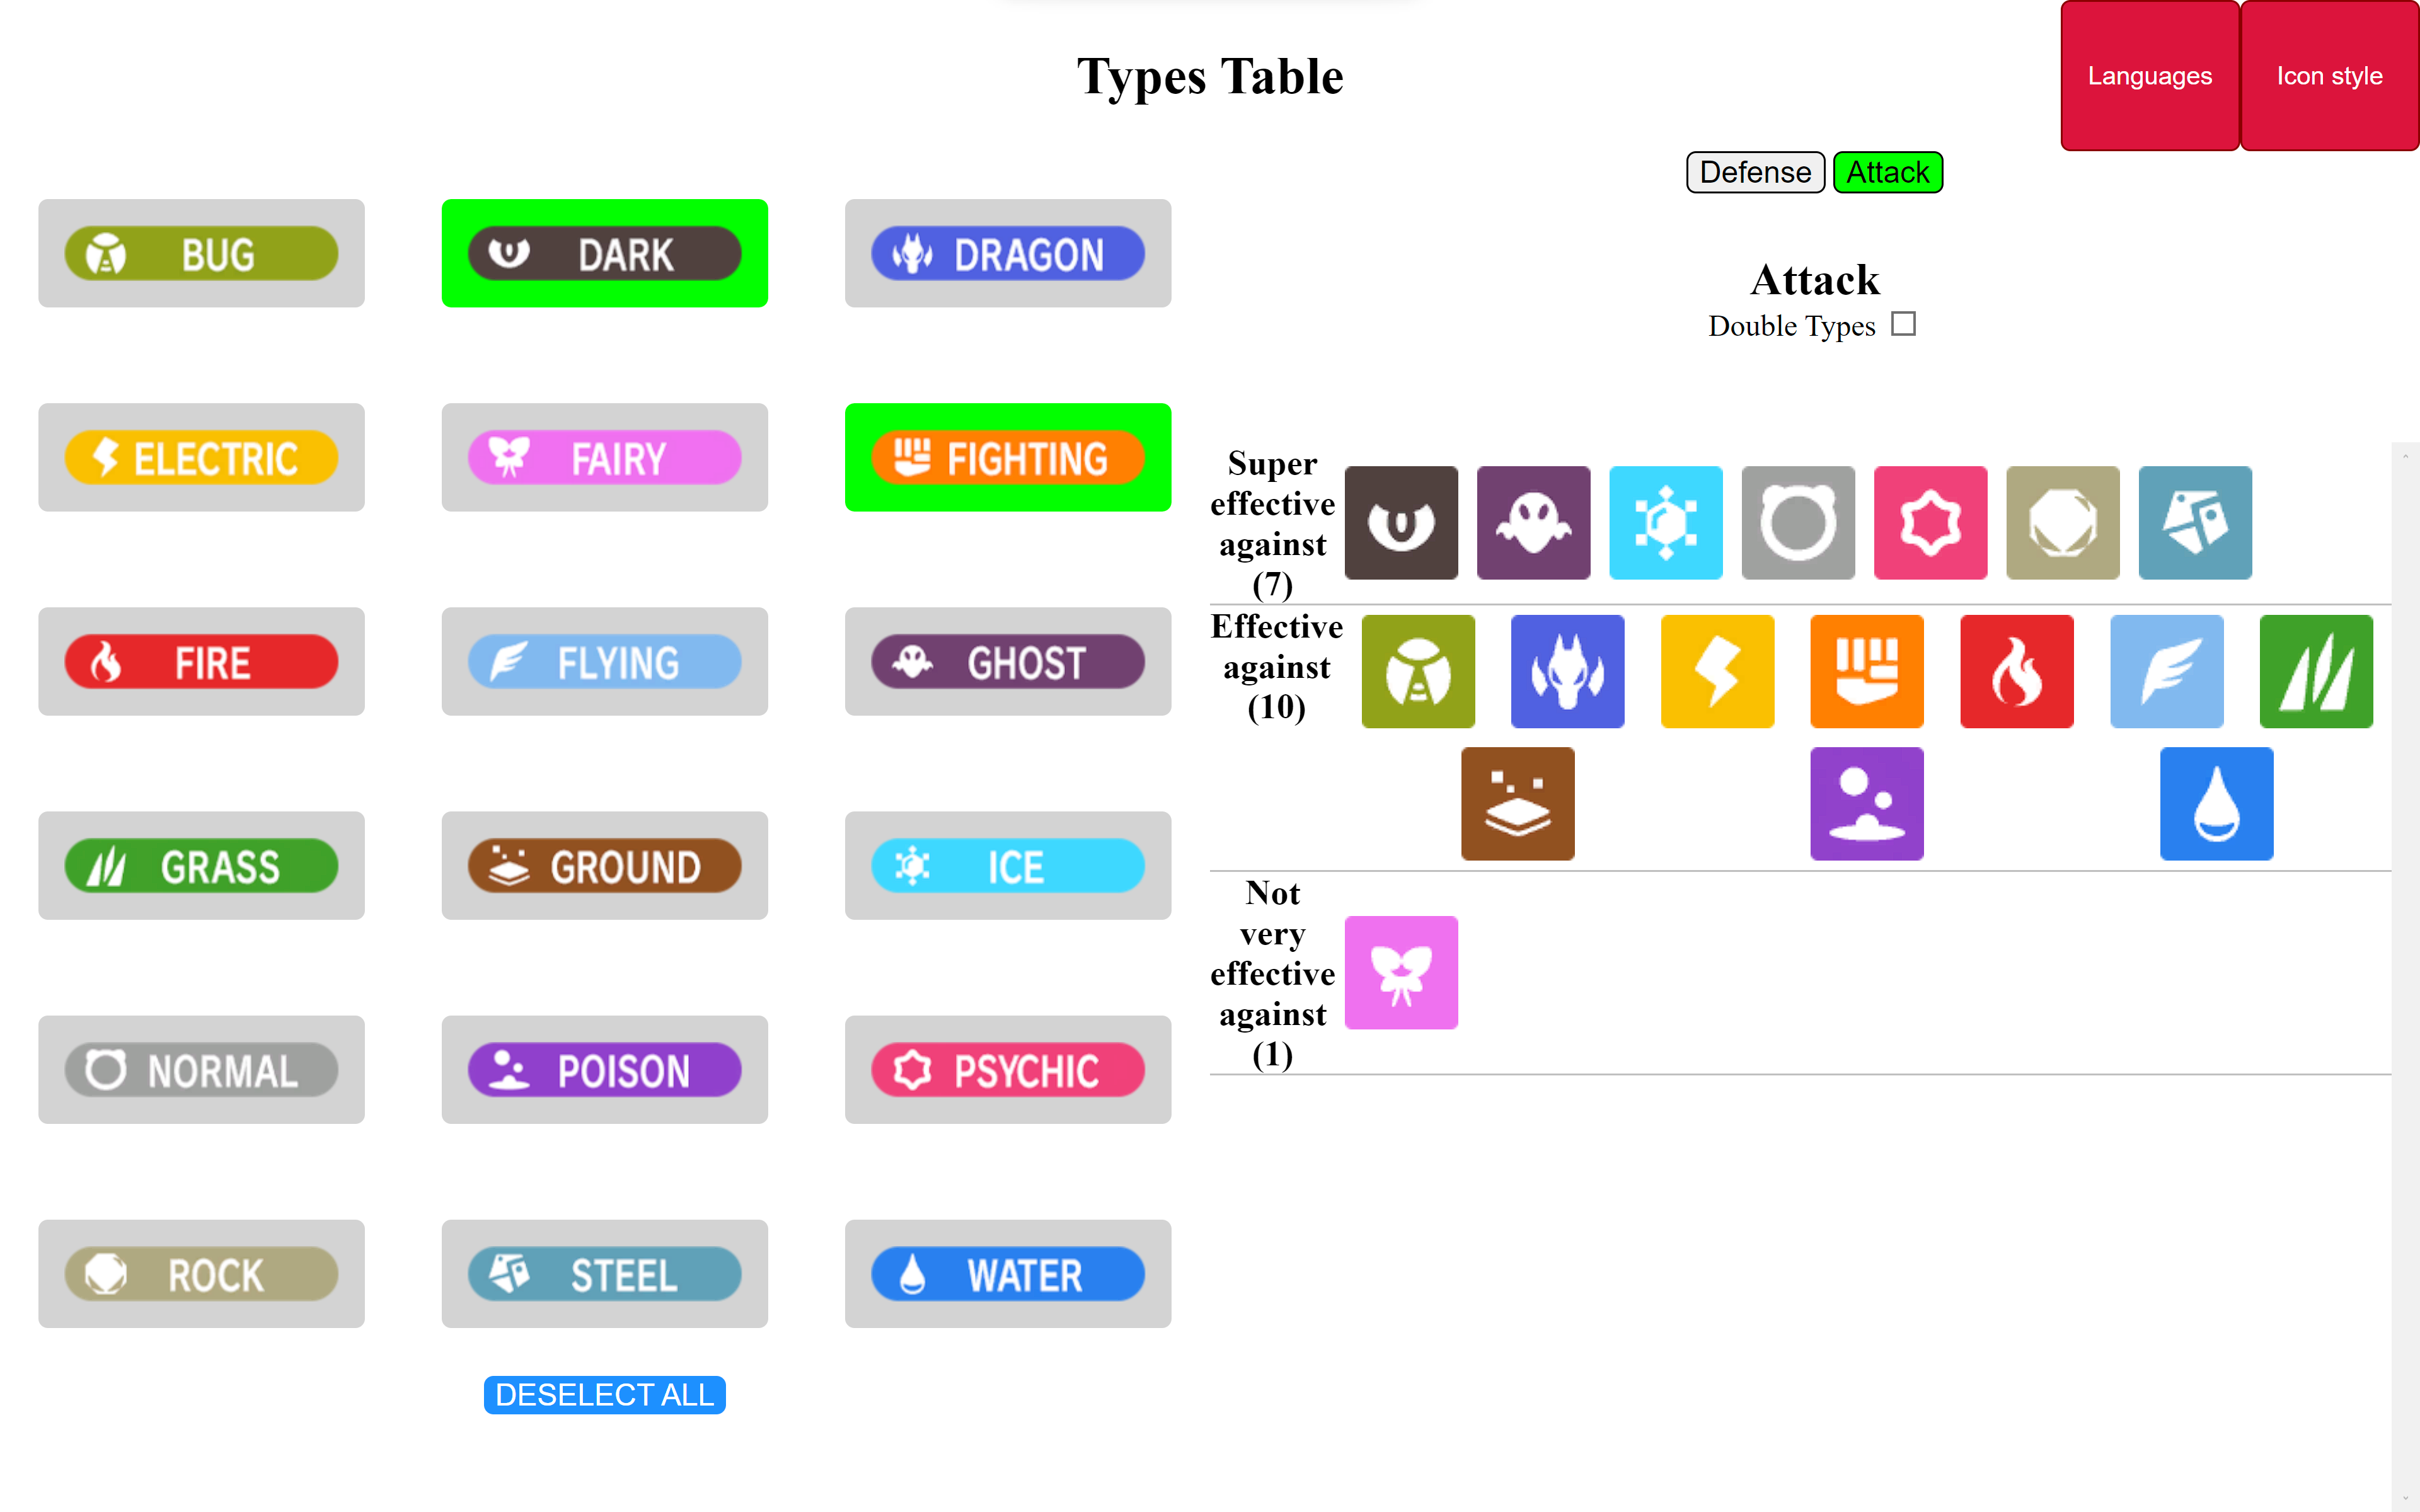 Types Table
Languages
Icon style
Defense
Attack
BUG
DARK
DRAGON
Attack
Double Types
ELECTRIC
FAIRY
FIGHTING
Super
effective
against
(7)
FIRE
FLYING
GHOST
Effective
against
(10)
GRASS
GROUND
ICE
Not
very
effective
against
(1)
NORMAL
POISON
PSYCHIC
ROCK
STEEL
WATER
DESELECT ALL